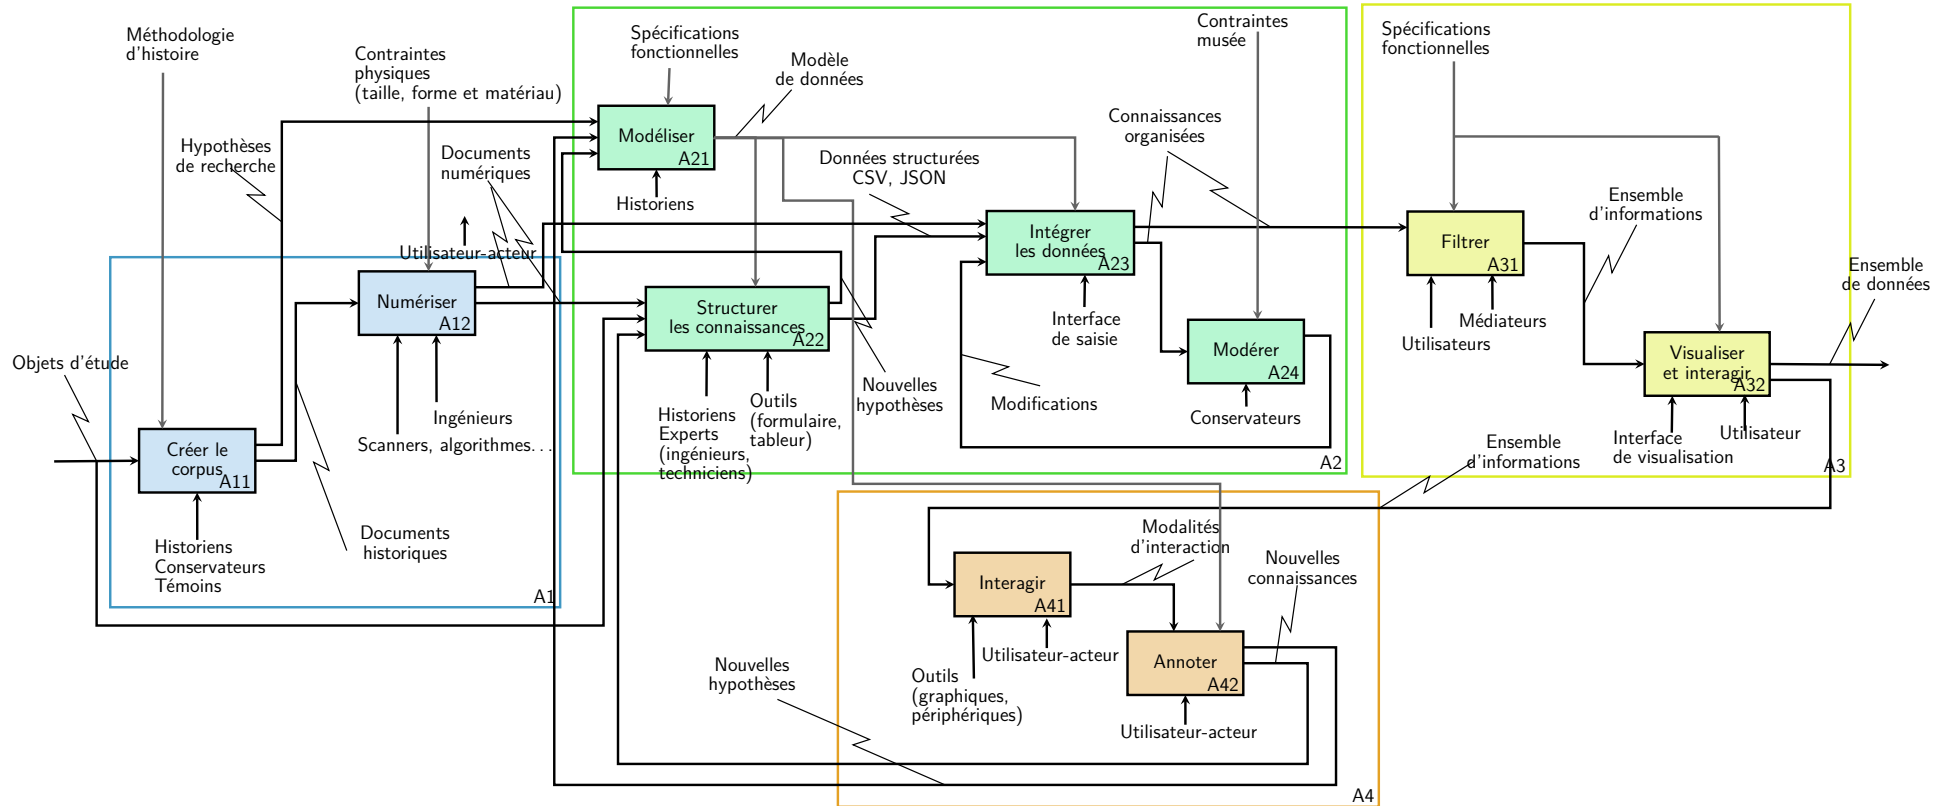 Méthodologie
d'histoire
Contraintes
physiques
(taille, forme et matériau)
Spécifications
fonctionnelles
Modèle
de données
Contraintes
musée
Spécifications
fonctionnelles
Hypothèses
de recherche
Documents
numériques
Modéliser
A21
Historiens
Données structurées
CSV, JSON
Connaissances
organisées
Utilisateur-acteur
Numériser
A12
Intégrer
les données
A23
Filtrer
A31
Ensemble
d'informations
Ensemble
de données
Structurer
les connaissances
A22
Interface
de saisie
Modérer
A24
Utilisateurs
Médiateurs
Visualiser
et interagir
A32
Objets d'étude
Ingénieurs
Scanners, algorithmes...
Historiens
Experts
(ingénieurs,
techniciens)
Outils
(formulaire,
tableur)
Nouvelles
hypothèses
Modifications
Conservateurs
Interface
de visualisation
Utilisateur
Créer le
corpus
A11
A2
Ensemble
d'informations
A3
Historiens
Conservateurs
Témoins
Documents
historiques
A1
Modalités
d'interaction
Nouvelles
connaissances
Interagir
A41
Utilisateur-acteur
Outils
(graphiques,
périphériques)
Annoter
A42
Utilisateur-acteur
Nouvelles
hypothèses
A4